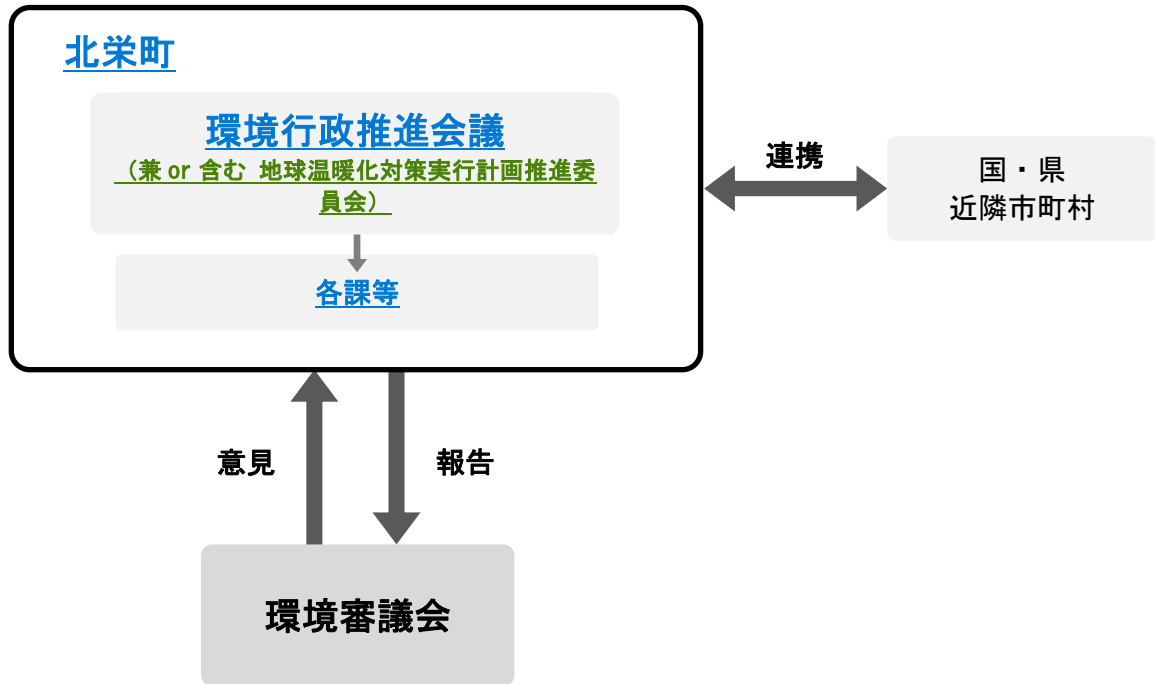 北栄町
環境行政推進会議
（兼 or 含む 地球温暖化対策実行計画推進委
員会）
各課等
連携
国・県
近隣市町村
意見
報告
環境審議会